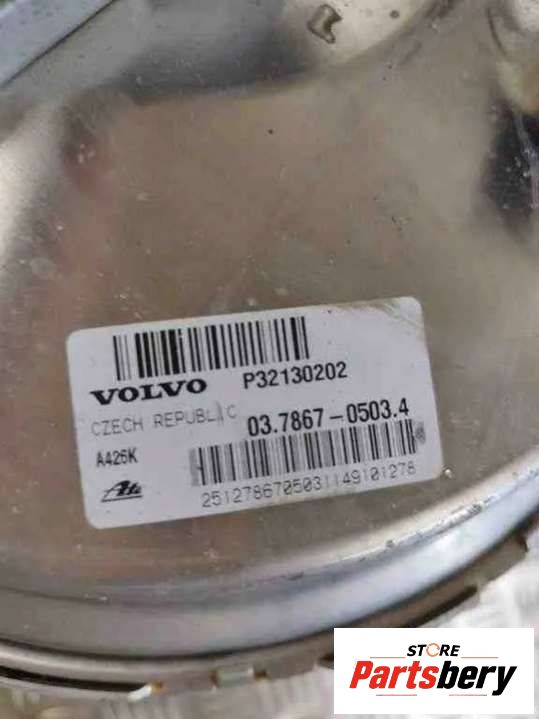 VOLVO P32130202
CZECH REPUBLIC 03.7867-0503.4
A426K
Ate 2512786705031149101278
STORE
Partsbery